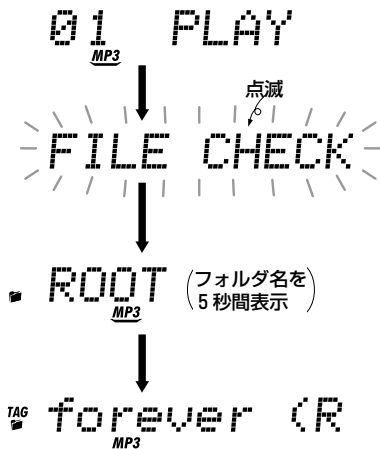 01 PLAY
MP3
点滅
FILE CHECK
ROOT
MP3
(フォルダ名を
5秒間表示)
TAG
forever (R
MP3